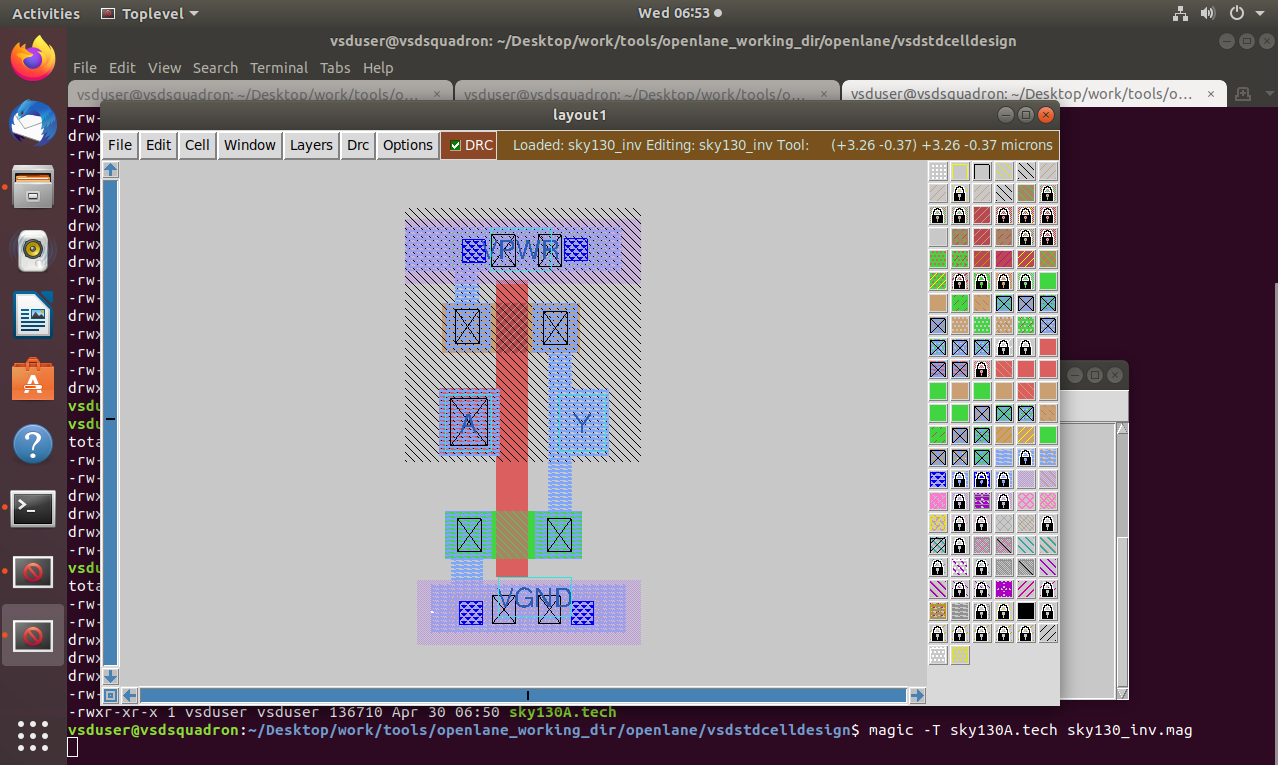 Activities Toplevel Wed 06:53
vsduser@vsdsquadron: ~/Desktop/work/tools/openlane_working_dir/openlane/vsdstdcelldesign
File Edit View Search Terminal Tabs Help
vsduser@vsdsquadron: ~/Desktop/work/tools/o... × vsduser@vsdsquadron: ~/Desktop/work/tools/o... × vsduser@vsdsquadron: ~/Desktop/work/tools/o... ×
layout1
File Edit Cell Window Layers Drc Options DRC Loaded: sky130_inv Editing: sky130_inv Tool: (+3.26 -0.37) +3.26 -0.37 microns
-rw-
drwx
-rw-
-rw-
-rwx
drwx
drwx
drwx
-rw-
drwx
-rw-
-rw-
-rw-
drwx
drwx
drwx
vsdu
vsdu
tota
-rw-
drwx
-rw-
drwx
drwx
drwx
vsdu
tota
-rw-
-rw-
drwx
drwx
drwx
-rw-
VPWR
A Y
VGND
-rwxr-xr-x 1 vsduser vsduser 136710 Apr 30 06:50 sky130A.tech
vsduser@vsdsquadron:~/Desktop/work/tools/openlane_working_dir/openlane/vsdstdcelldesign$ magic -T sky130A.tech sky130_inv.mag